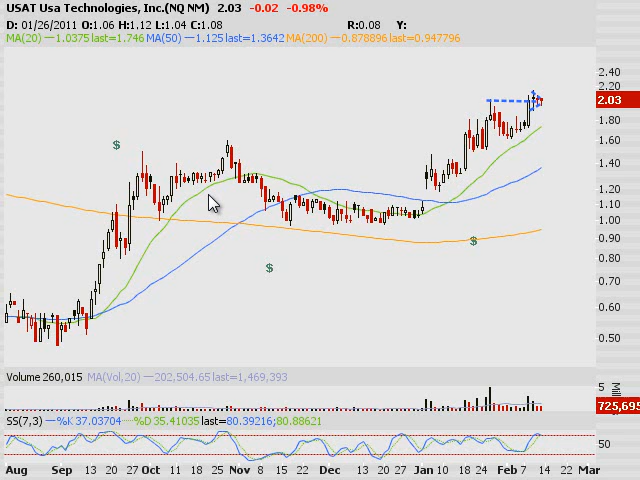 USAT Usa Technologies, Inc.(NQ NM) 2.03 -0.02 -0.98%
D: 01/26/2011 O:1.06 H:1.12 L:1.04 C:1.08 R:0.08 Y:
MA(20) —1.0375 last=1.746 MA(50) —1.125 last=1.3642 MA(200) —0.878896 last=0.947796
2.40
2.20
2.03
1.80
1.60
1.40
1.20
1.10
1.00
0.90
0.80
0.70
0.60
0.50
$
$
$
Volume 260,015 MA(Vol,20) —202,504.65 last=1,469,393
5
Mil
725,695
SS(7,3) —%K 37.03704 —%D 35.41035 last=80.39216;80.88621
50
Aug Sep 13 20 27 Oct 11 18 25 Nov 8 15 22 Dec 13 20 27 Jan 11 18 24 Feb 7 14 22 Mar